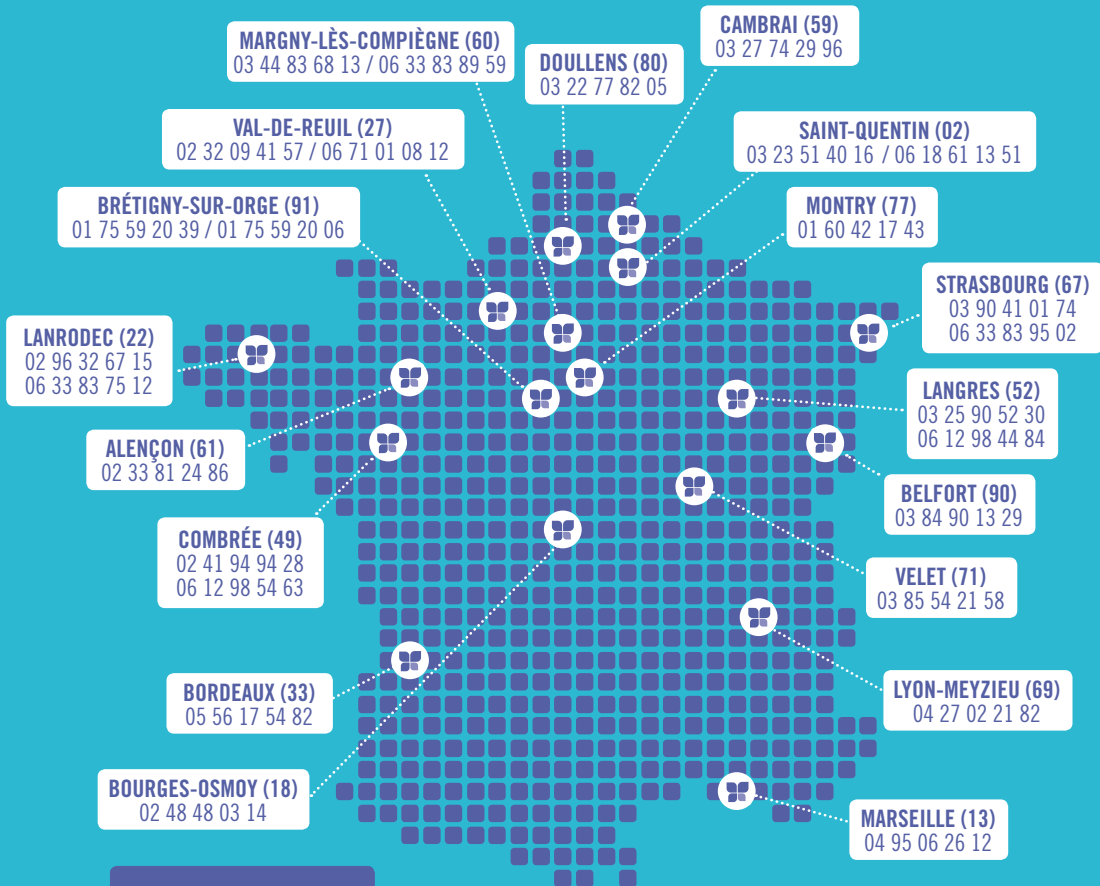 CAMBRAI (59)
03 27 74 29 96
MARGNY-LÈS-COMPIÈGNE (60)
03 44 83 68 13 / 06 33 83 89 59
DOULLENS (80)
03 22 77 82 05
VAL-DE-REUIL (27)
02 32 09 41 57 / 06 71 01 08 12
SAINT-QUENTIN (02)
03 23 51 40 16 / 06 18 61 13 51
BRÉTIGNY-SUR-ORGE (91)
01 75 59 20 39 / 01 75 59 20 06
MONTRY (77)
01 60 42 17 43
STRASBOURG (67)
03 90 41 01 74
06 33 83 95 02
LANRODEC (22)
02 96 32 67 15
06 33 83 75 12
LANGRES (52)
03 25 90 52 30
06 12 98 44 84
ALENÇON (61)
02 33 81 24 86
BELFORT (90)
03 84 90 13 29
COMBRÉE (49)
02 41 94 94 28
06 12 98 54 63
VELET (71)
03 85 54 21 58
BORDEAUX (33)
05 56 17 54 82
LYON-MEYZIEU (69)
04 27 02 21 82
BOURGES-OSMOY (18)
02 48 48 03 14
MARSEILLE (13)
04 95 06 26 12